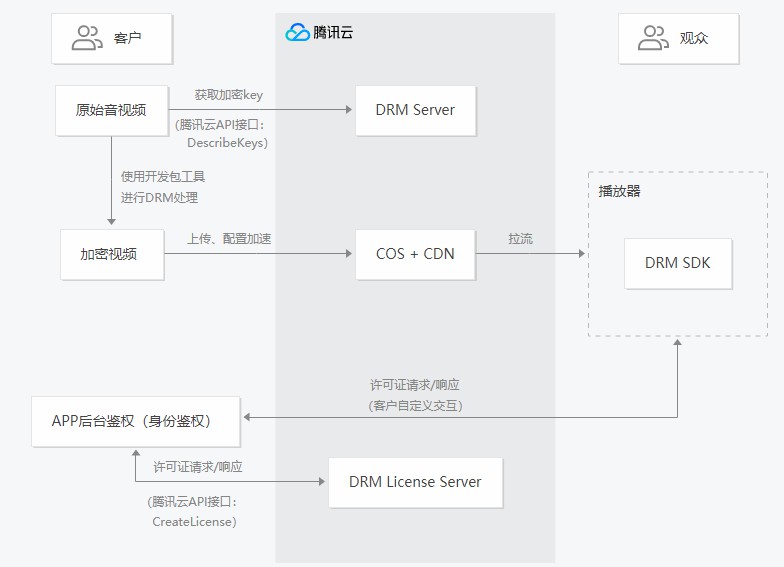 客户
腾讯云
观众
原始音视频
获取加密key
(腾讯云API接口:
DescribeKeys)
DRM Server
使用开发包工具
进行DRM处理
播放器
加密视频
上传、配置加速
COS + CDN
拉流
DRM SDK
许可证请求/响应
(客户自定义交互)
APP后台鉴权（身份鉴权）
许可证请求/响应
(腾讯云API接口:
CreateLicense)
DRM License Server